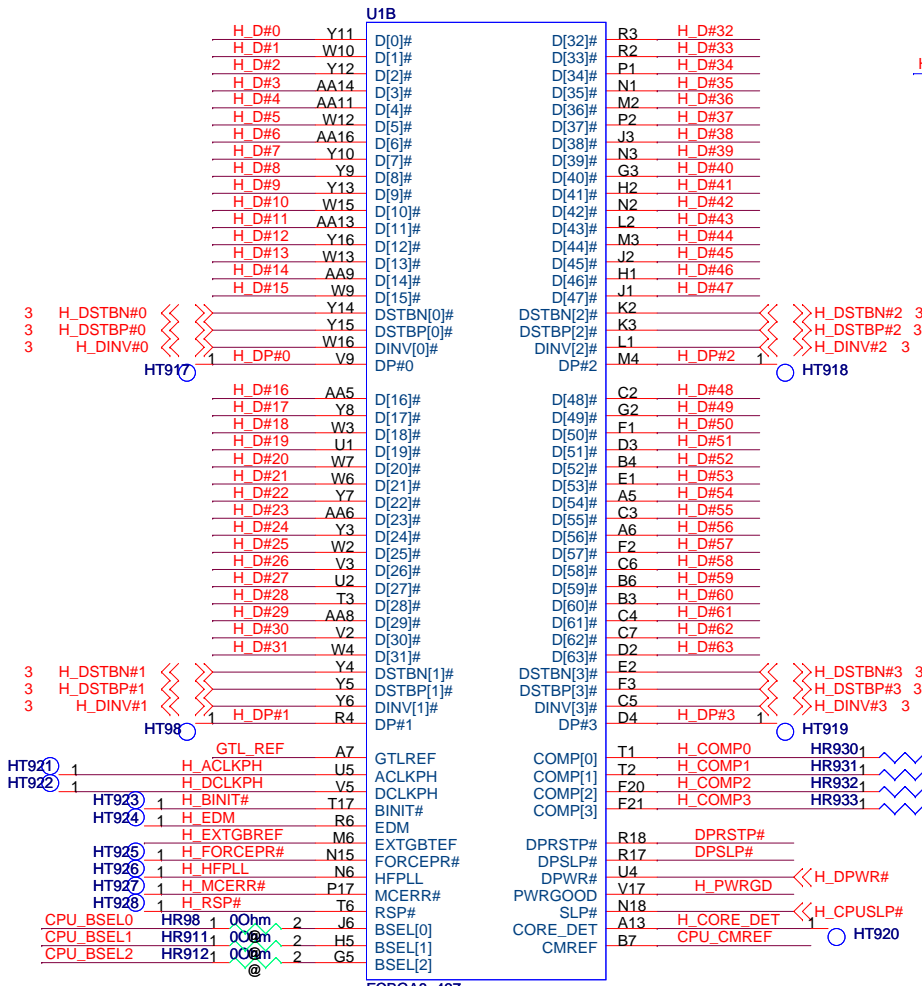 U1B
H_D#0 Y11 D[0]# D[32]# R3 H_D#32
H_D#1 W10 D[1]# D[33]# R2 H_D#33
H_D#2 Y12 D[2]# D[34]# P1 H_D#34
H_D#3 AA14 D[3]# D[35]# N1 H_D#35
H_D#4 AA11 D[4]# D[36]# M2 H_D#36
H_D#5 W12 D[5]# D[37]# P2 H_D#37
H_D#6 AA16 D[6]# D[38]# J3 H_D#38
H_D#7 Y10 D[7]# D[39]# N3 H_D#39
H_D#8 Y9 D[8]# D[40]# G3 H_D#40
H_D#9 Y13 D[9]# D[41]# H2 H_D#41
H_D#10 W15 D[10]# D[42]# N2 H_D#42
H_D#11 AA13 D[11]# D[43]# L2 H_D#43
H_D#12 Y16 D[12]# D[44]# M3 H_D#44
H_D#13 W13 D[13]# D[45]# J2 H_D#45
H_D#14 AA9 D[14]# D[46]# H1 H_D#46
H_D#15 W9 D[15]# D[47]# J1 H_D#47
3 H_DSTBN#0 Y14 DSTBN[0]# DSTBN[2]# K2 H_DSTBN#2 3
3 H_DSTBP#0 Y15 DSTBP[0]# DSTBP[2]# K3 H_DSTBP#2 3
3 H_DINV#0 W16 DINV[0]# DINV[2]# L1 H_DINV#2 3
HT917 1 H_DP#0 V9 DP#0 DP#2 M4 H_DP#2 1 HT918
H_D#16 AA5 D[16]# D[48]# C2 H_D#48
H_D#17 Y8 D[17]# D[49]# G2 H_D#49
H_D#18 W3 D[18]# D[50]# F1 H_D#50
H_D#19 U1 D[19]# D[51]# D3 H_D#51
H_D#20 W7 D[20]# D[52]# B4 H_D#52
H_D#21 W6 D[21]# D[53]# E1 H_D#53
H_D#22 Y7 D[22]# D[54]# A5 H_D#54
H_D#23 AA6 D[23]# D[55]# C3 H_D#55
H_D#24 Y3 D[24]# D[56]# A6 H_D#56
H_D#25 W2 D[25]# D[57]# F2 H_D#57
H_D#26 V3 D[26]# D[58]# C6 H_D#58
H_D#27 U2 D[27]# D[59]# B6 H_D#59
H_D#28 T3 D[28]# D[60]# B3 H_D#60
H_D#29 AA8 D[29]# D[61]# C4 H_D#61
H_D#30 V2 D[30]# D[62]# C7 H_D#62
H_D#31 W4 D[31]# D[63]# D2 H_D#63
3 H_DSTBN#1 Y4 DSTBN[1]# DSTBN[3]# E2 H_DSTBN#3 3
3 H_DSTBP#1 Y5 DSTBP[1]# DSTBP[3]# F3 H_DSTBP#3 3
3 H_DINV#1 Y6 DINV[1]# DINV[3]# C5 H_DINV#3 3
HT98 1 H_DP#1 R4 DP#1 DP#3 D4 H_DP#3 1 HT919
GTL_REF A7 GTLREF COMP[0] T1 H_COMP0 HR930 1
HT921 1 H_ACLKPH U5 ACLKPH COMP[1] T2 H_COMP1 HR931 1
HT922 1 H_DCLKPH V5 DCLKPH COMP[2] F20 H_COMP2 HR932 1
HT923 1 H_BINIT# T17 BINIT# COMP[3] F21 H_COMP3 HR933 1
HT924 1 H_EDM R6 EDM
H_EXTGBREF M6 EXTGBTEF DPRSTP# R18 DPRSTP#
HT925 1 H_FORCEPR# N15 FORCEPR# DPSLP# R17 DPSLP#
HT926 1 H_HFPLL N6 HFPLL DPWR# U4 H_DPWR#
HT927 1 H_MCERR# P17 MCERR# PWRGOOD V17 H_PWRGD
HT928 1 H_RSP# T6 RSP# SLP# N18 H_CPUSLP#
CPU_BSEL0 HR98 1 0Ohm 2 J6 BSEL[0] CORE_DET A13 H_CORE_DET 1 HT920
CPU_BSEL1 HR911 1 0Ohm 2 H5 BSEL[1] CMREF B7 CPU_CMREF
@
CPU_BSEL2 HR912 1 0Ohm 2 G5 BSEL[2]
@